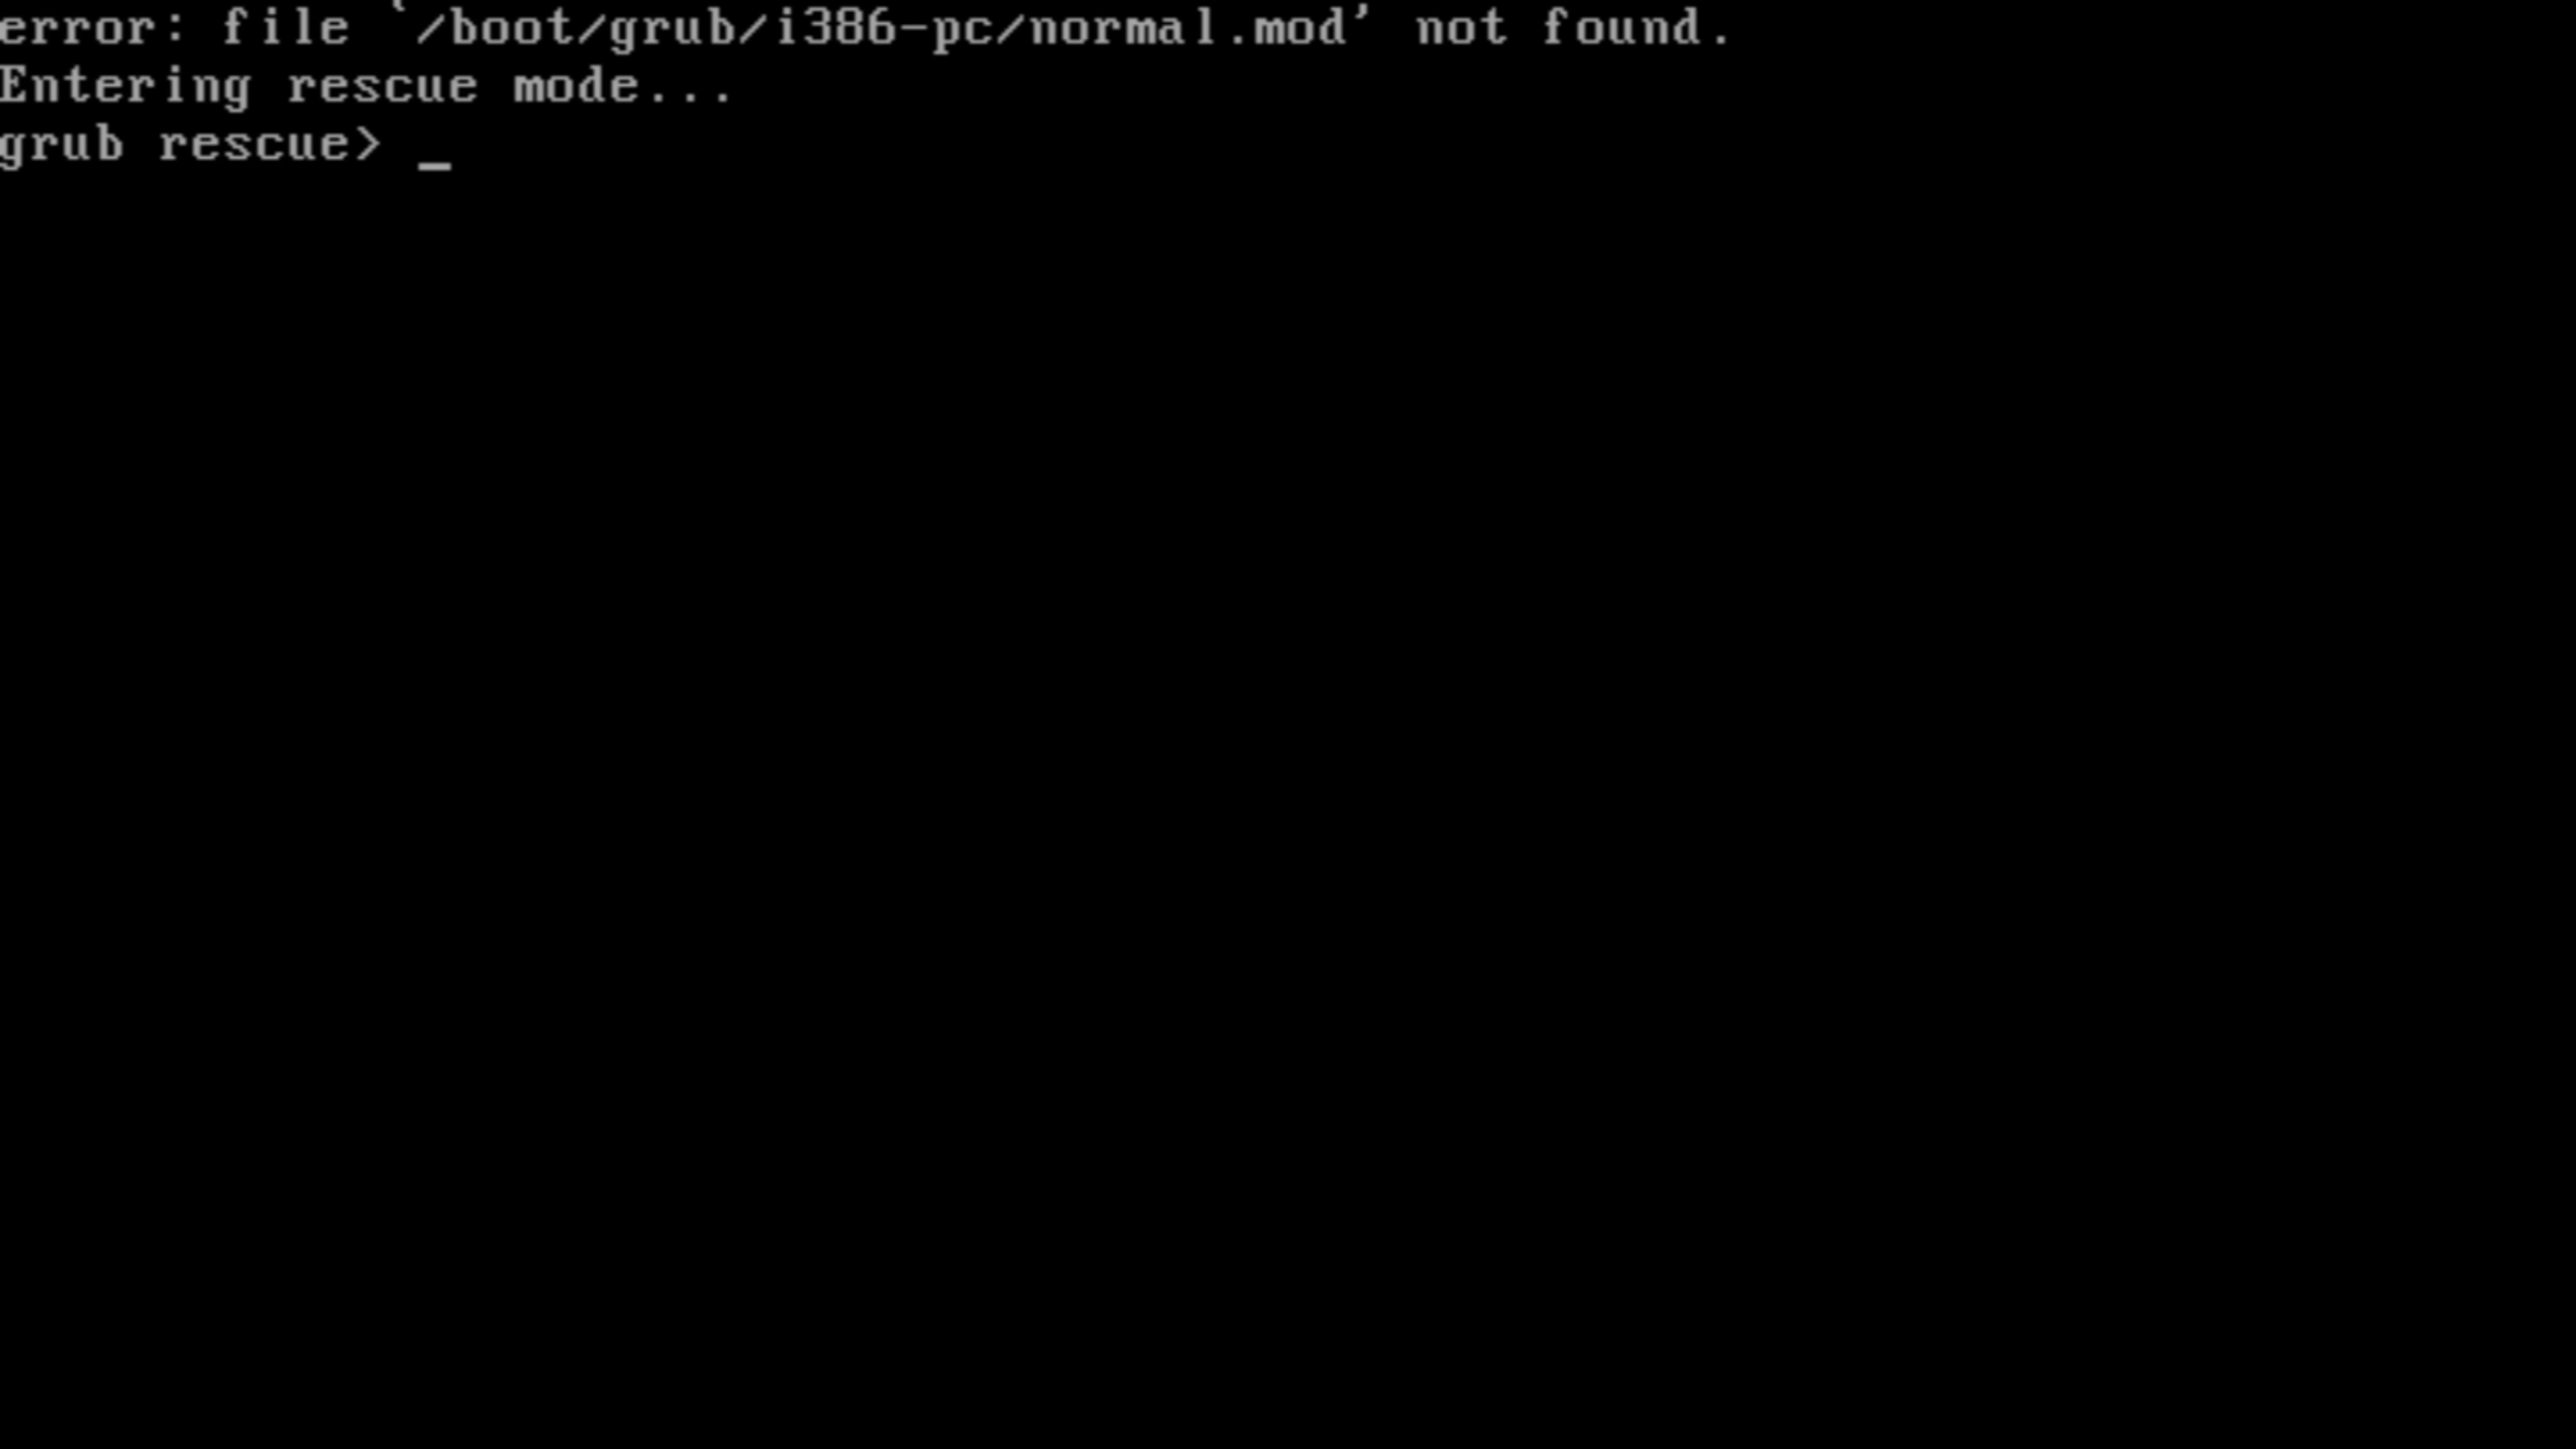 error: file `/boot/grub/i386-pc/normal.mod' not found.
Entering rescue mode...
grub rescue> _